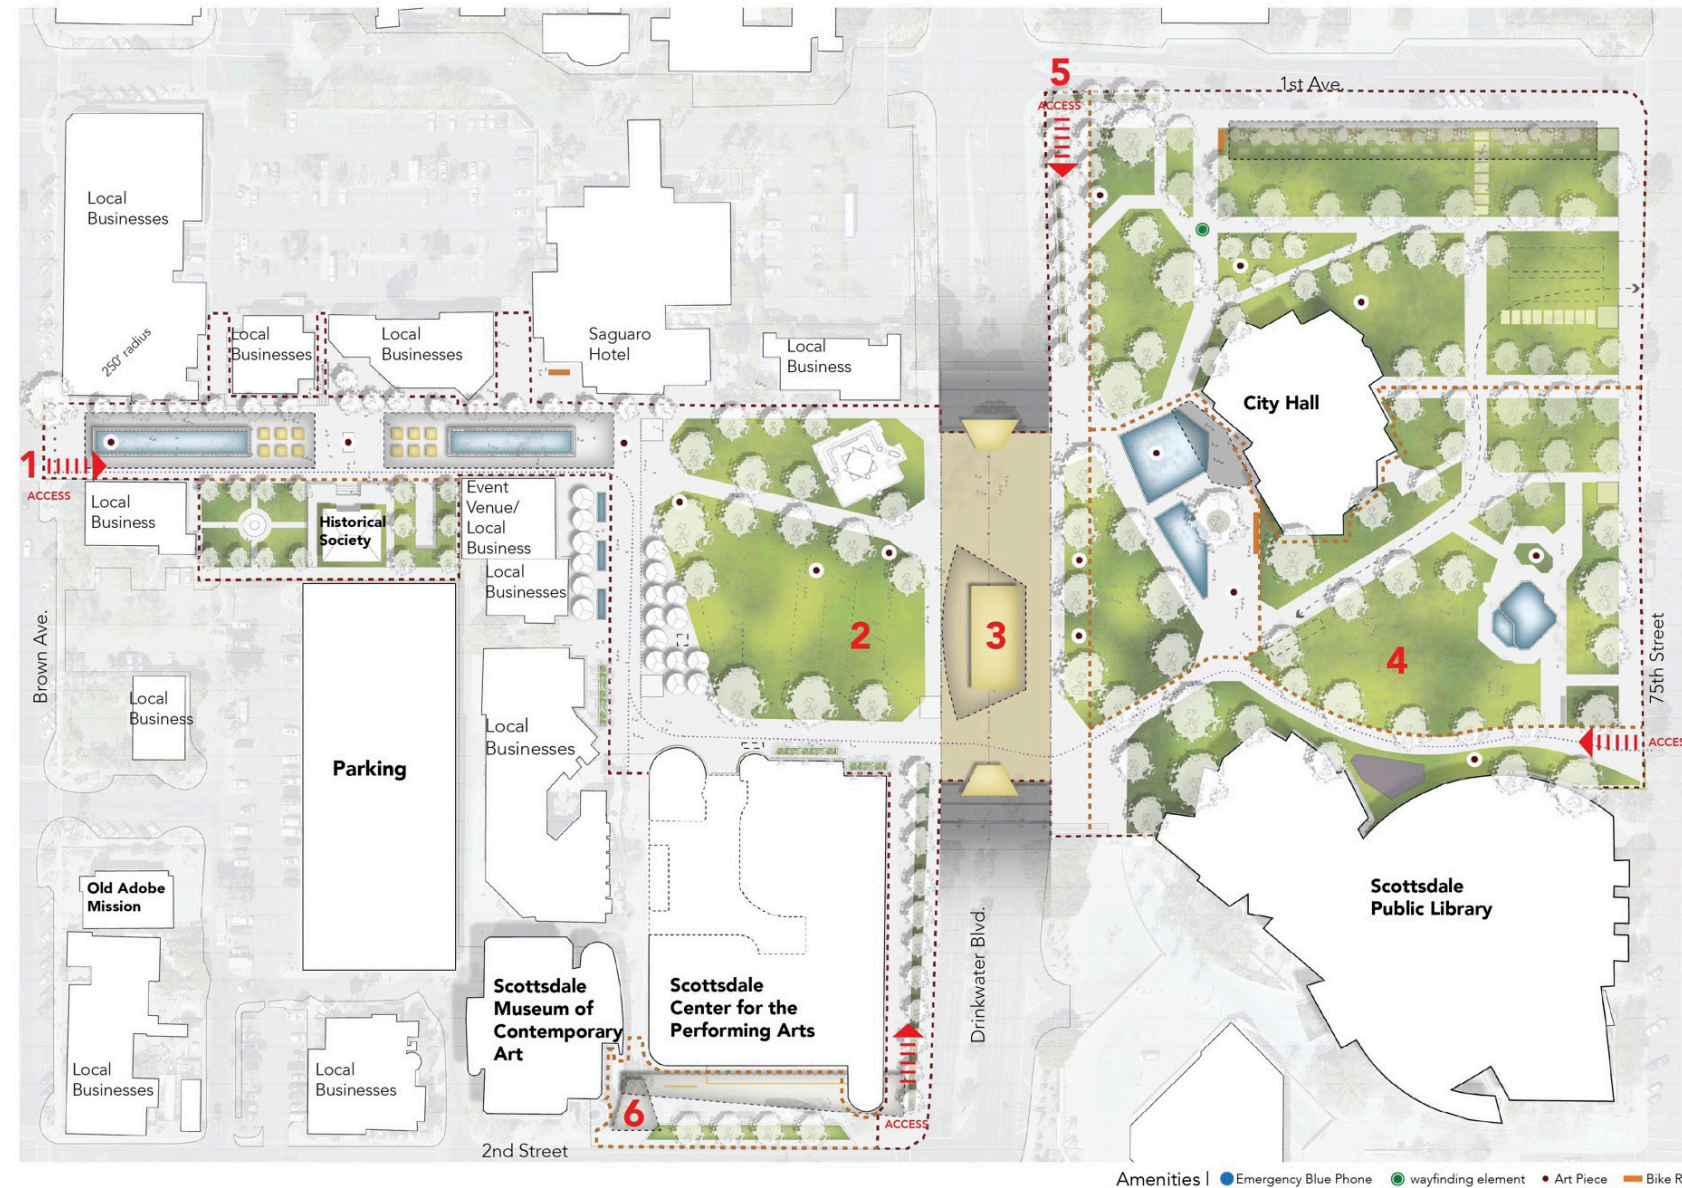 5
ACCESS
1st Ave.
Local
Businesses
250' radius
Local
Businesses
Local
Businesses
Saguaro
Hotel
Local
Business
City Hall
1
ACCESS
Local
Business
Historical
Society
Event
Venue/
Local
Business
Local
Businesses
2
3
4
Brown Ave.
75th Street
Local
Business
Local
Businesses
Parking
ACCES
Old Adobe
Mission
Scottsdale
Public Library
Drinkwater Blvd.
Scottsdale
Museum of
Contemporary
Art
Scottsdale
Center for the
Performing Arts
Local
Businesses
Local
Businesses
6
ACCESS
2nd Street
Amenities | Emergency Blue Phone wayfinding element Art Piece Bike R